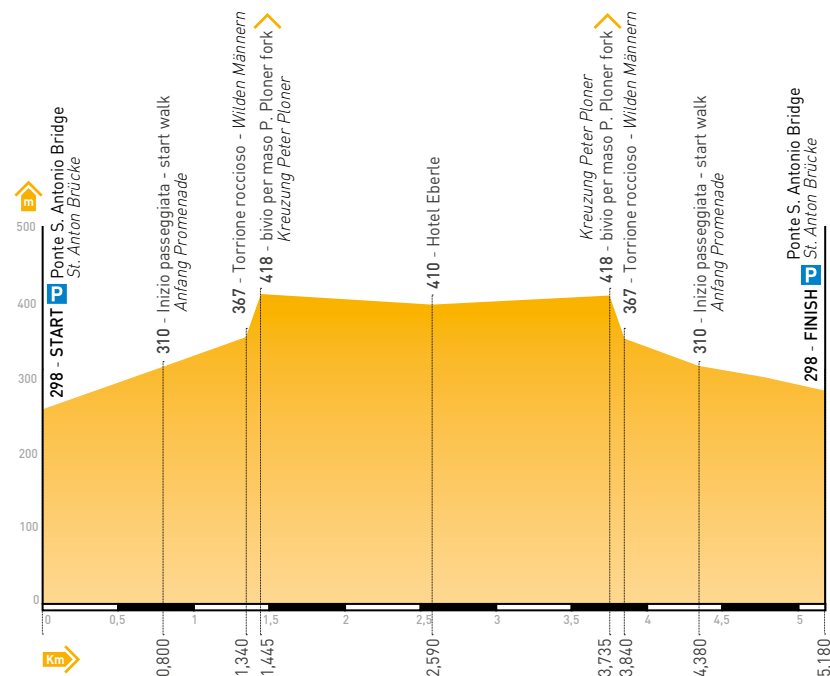 298 - START P Ponte S. Antonio Bridge
St. Anton Brücke
310 - Inizio passeggiata - start walk
Anfang Promenade
367 - Torrione roccioso - Wilden Männern
418 - bivio per maso P. Ploner fork
Kreuzung Peter Ploner
410 - Hotel Eberle
Kreuzung Peter Ploner
418 - bivio per maso P. Ploner fork
367 - Torrione roccioso - Wilden Männern
310 - Inizio passeggiata - start walk
Anfang Promenade
Ponte S. Antonio Bridge
298 - FINISH P St. Anton Brücke
m
500
400
300
200
100
0
0 0,5 1 1,5 2 2,5 3 3,5 4 4,5 5
Km
0,800
1,340
1,445
2,590
3,735
3,840
4,380
5,180